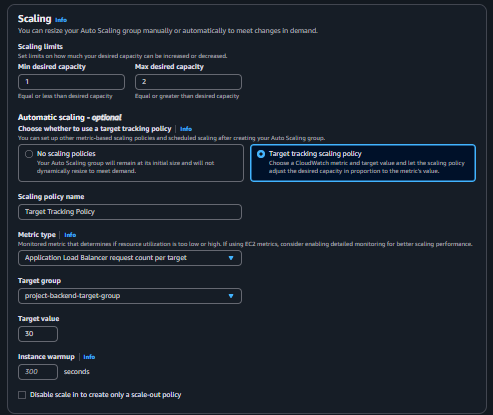 Scaling Info
You can resize your Auto Scaling group manually or automatically to meet changes in demand.
Scaling limits
Set limits on how much your desired capacity can be increased or decreased.
Min desired capacity
Max desired capacity
1
2
Equal or less than desired capacity
Equal or greater than desired capacity
Automatic scaling - optional
Choose whether to use a target tracking policy | Info
You can set up other metric-based scaling policies and scheduled scaling after creating your Auto Scaling group.
No scaling policies
Your Auto Scaling group will remain at its initial size and will not
dynamically resize to meet demand.
Target tracking scaling policy
Choose a CloudWatch metric and target value and let the scaling policy
adjust the desired capacity in proportion to the metric's value.
Scaling policy name
Target Tracking Policy
Metric type | Info
Monitored metric that determines if resource utilization is too low or high. If using EC2 metrics, consider enabling detailed monitoring for better scaling performance.
Application Load Balancer request count per target
Target group
project-backend-target-group
Target value
30
Instance warmup | Info
300 seconds
Disable scale in to create only a scale-out policy